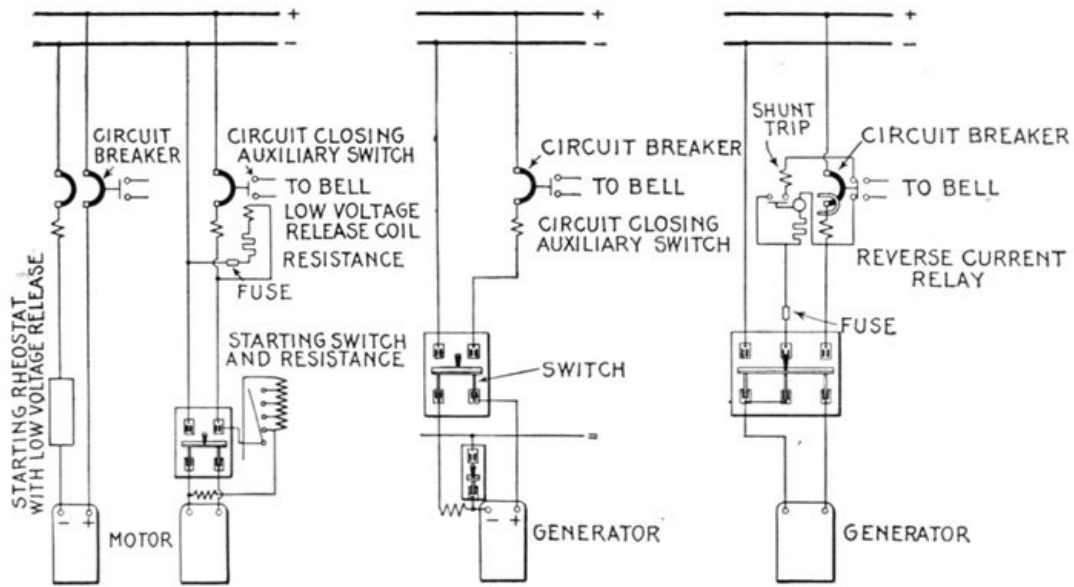 +
−
+
−
+
−
CIRCUIT
BREAKER
CIRCUIT CLOSING
AUXILIARY SWITCH
TO BELL
LOW VOLTAGE
RELEASE COIL
RESISTANCE
FUSE
STARTING RHEOSTAT
WITH LOW VOLTAGE RELEASE
STARTING SWITCH
AND RESISTANCE
− +
MOTOR
CIRCUIT BREAKER
TO BELL
CIRCUIT CLOSING
AUXILIARY SWITCH
SWITCH
=
− +
GENERATOR
SHUNT
TRIP
CIRCUIT BREAKER
TO BELL
REVERSE CURRENT
RELAY
FUSE
GENERATOR